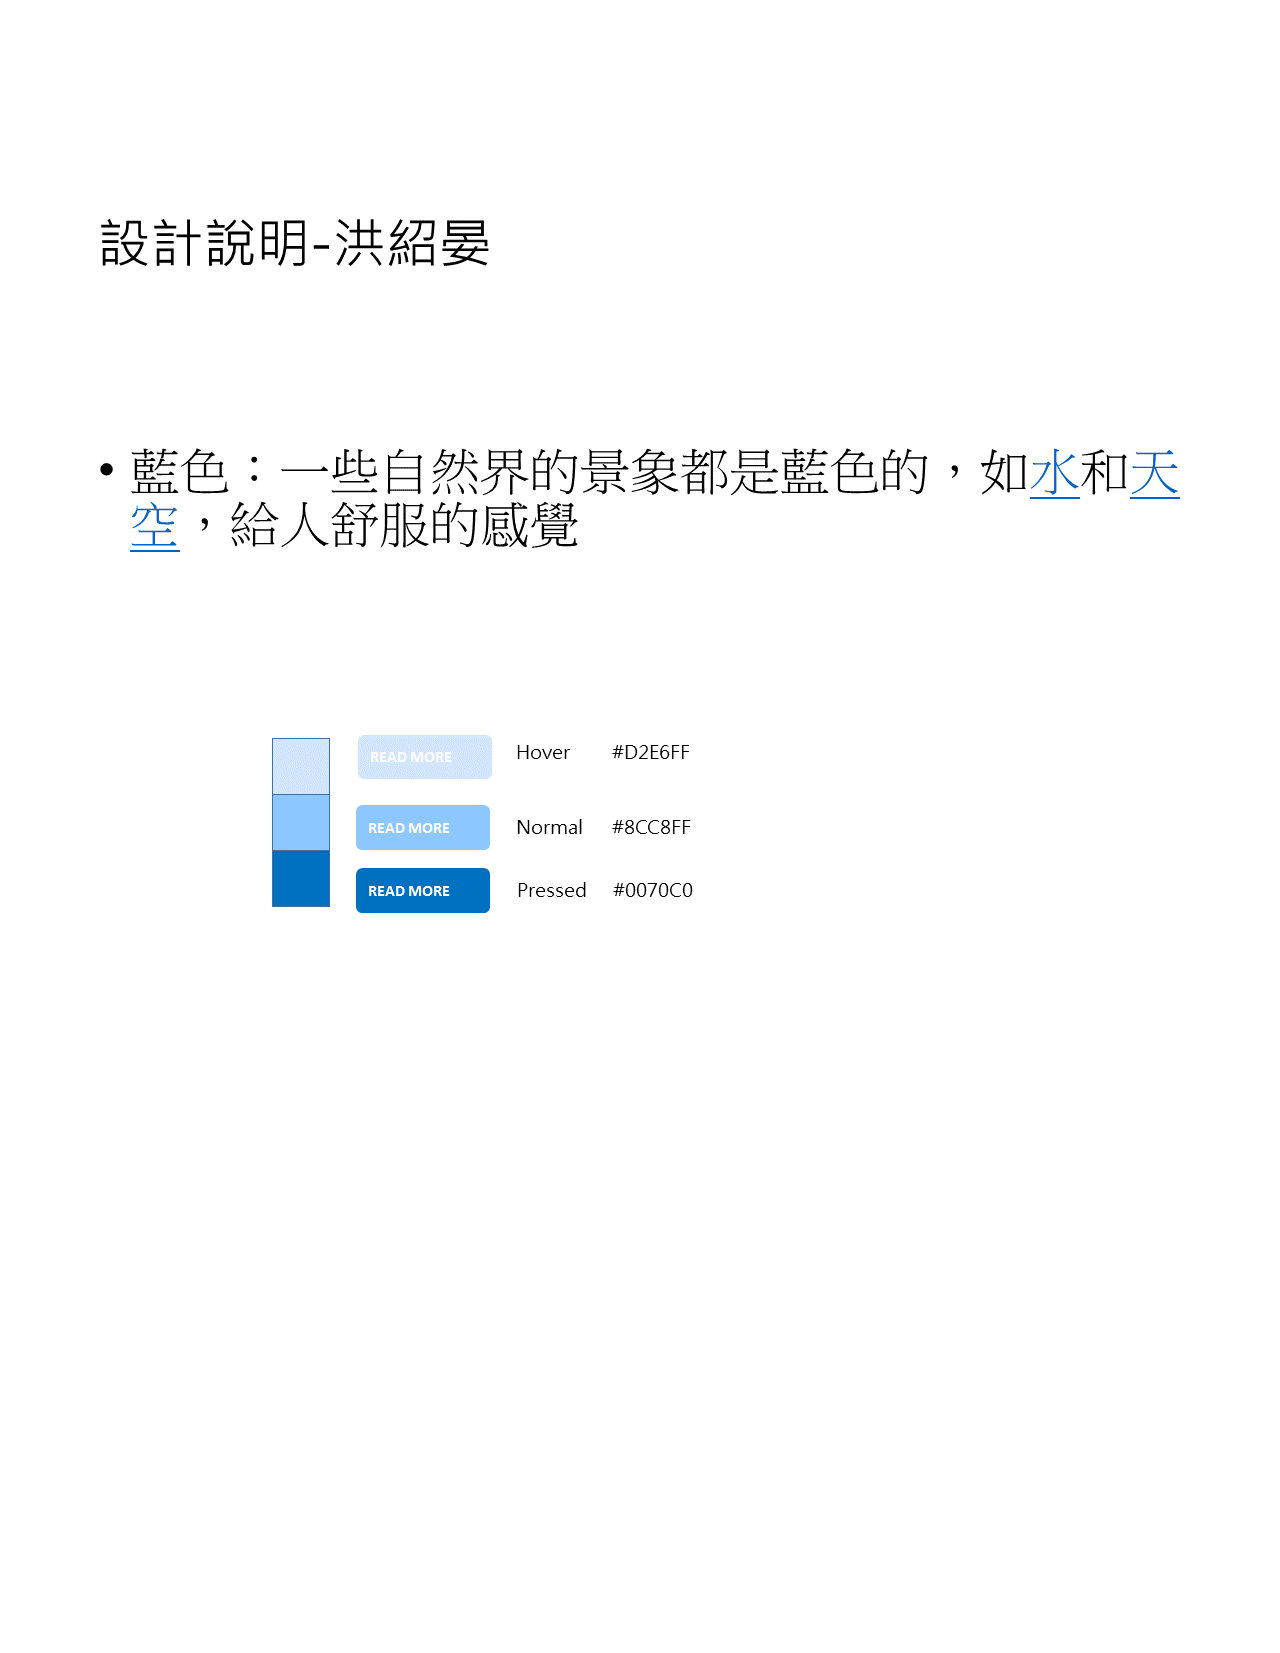 設計說明-洪紹晏
• 藍色：一些自然界的景象都是藍色的，如水和天
空，給人舒服的感覺
READ MORE Hover #D2E6FF
READ MORE Normal #8CC8FF
READ MORE Pressed #0070C0